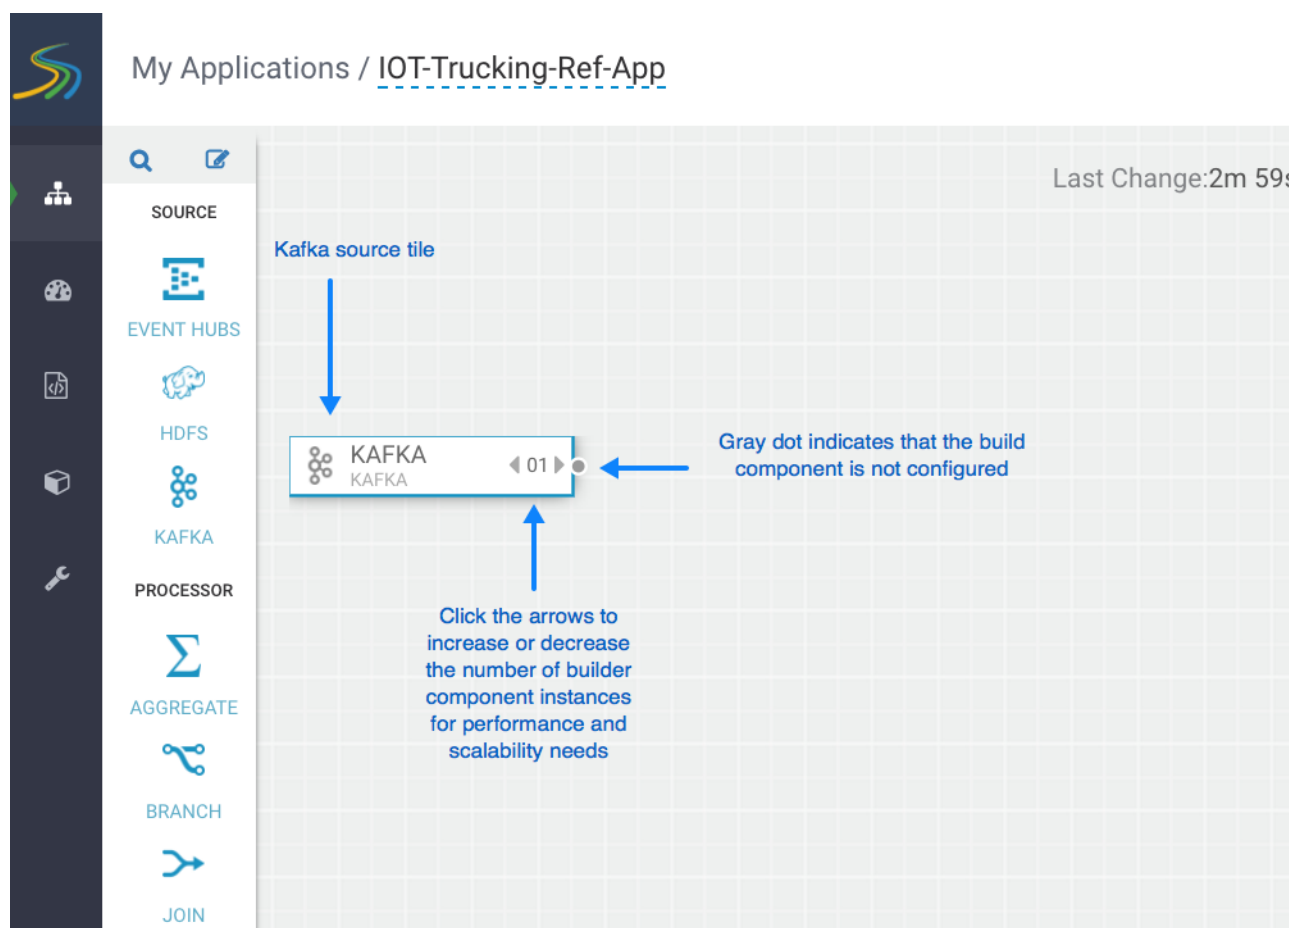 My Applications / IOT-Trucking-Ref-App
Last Change:2m 59s
SOURCE
EVENT HUBS
HDFS
KAFKA
PROCESSOR
AGGREGATE
BRANCH
JOIN
Kafka source tile
KAFKA
KAFKA
01
Gray dot indicates that the build
component is not configured
Click the arrows to
increase or decrease
the number of builder
component instances
for performance and
scalability needs